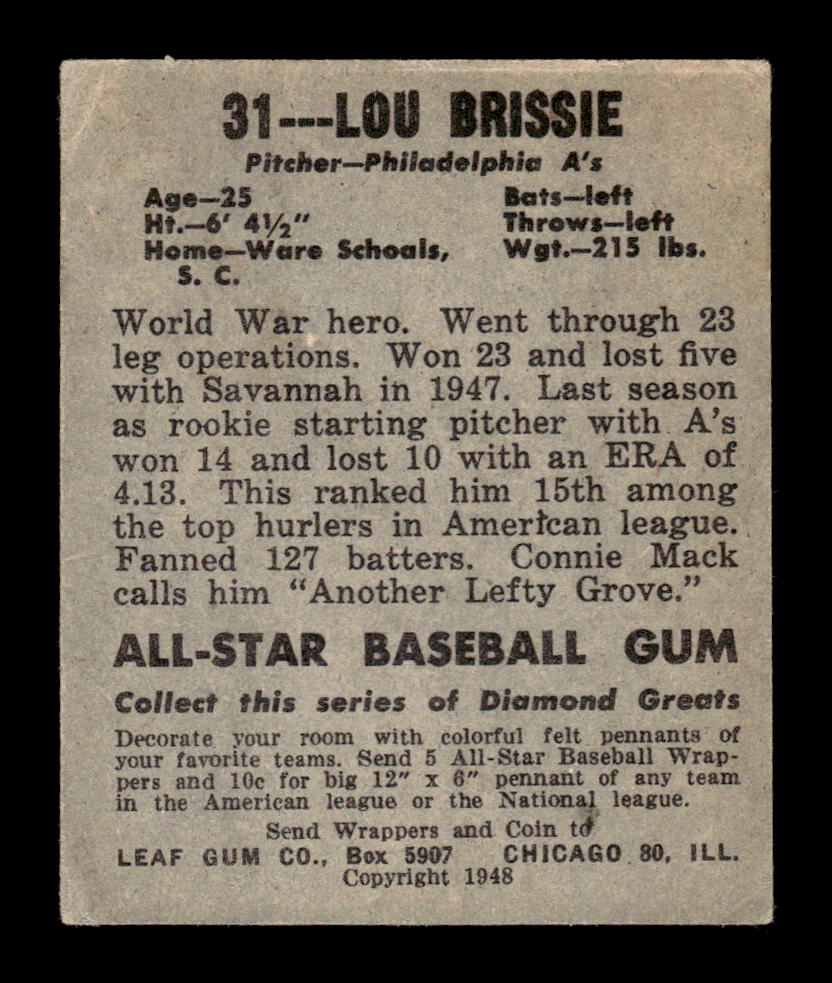 31---LOU BRISSIE
Pitcher—Philadelphia A's
Age—25 Bats—left
Ht.—6' 4½" Throws—left
Home—Ware Schoals, Wgt.—215 lbs.
S. C.
World War hero. Went through 23
leg operations. Won 23 and lost five
with Savannah in 1947. Last season
as rookie starting pitcher with A's
won 14 and lost 10 with an ERA of
4.13. This ranked him 15th among
the top hurlers in American league.
Fanned 127 batters. Connie Mack
calls him "Another Lefty Grove."
ALL-STAR BASEBALL GUM
Collect this series of Diamond Greats
Decorate your room with colorful felt pennants of
your favorite teams. Send 5 All-Star Baseball Wrap-
pers and 10c for big 12" x 6" pennant of any team
in the American league or the National league.
Send Wrappers and Coin to
LEAF GUM CO., Box 5907 CHICAGO 80, ILL.
Copyright 1948